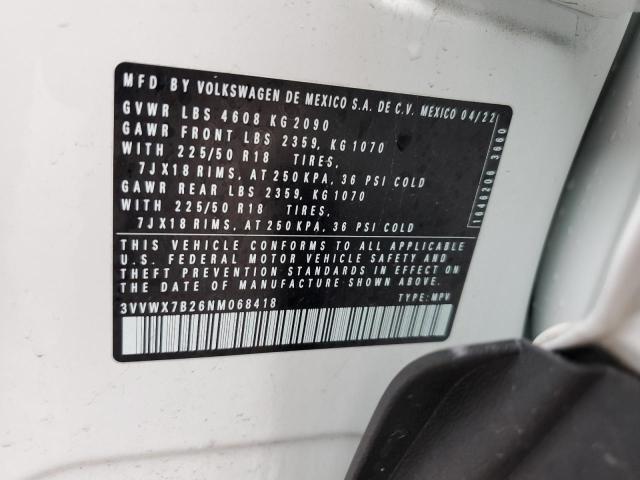 MFD. BY VOLKSWAGEN DE MEXICO S.A. DE C.V. MEXICO 04/22
GVWR LBS 4608 KG 2090
GAWR FRONT LBS 2359, KG 1070
WITH 225/50 R18 TIRES,
7JX18 RIMS, AT 250 KPA, 36 PSI COLD
GAWR REAR LBS 2359, KG 1070
WITH 225/50 R18 TIRES,
7JX18 RIMS, AT 250 KPA, 36 PSI COLD
THIS VEHICLE CONFORMS TO ALL APPLICABLE
U.S. FEDERAL MOTOR VEHICLE SAFETY AND
THEFT PREVENTION STANDARDS IN EFFECT ON
THE DATE OF MANUFACTURE SHOWN ABOVE.
3VVWX7B26NM068418 TYPE: MPV
1646206 3660